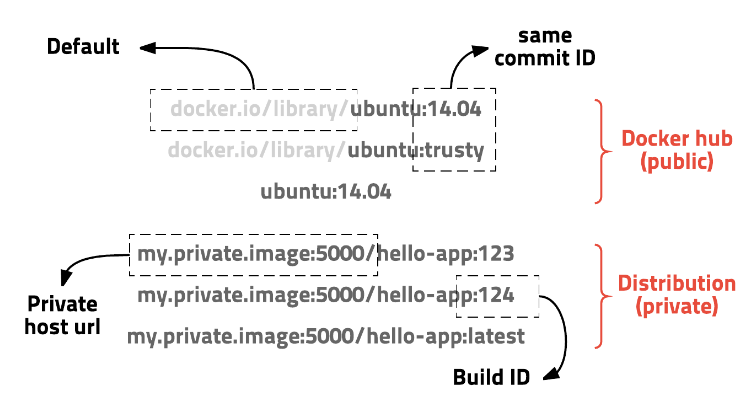 Default
same
commit ID
docker.io/library/ubuntu:14.04
docker.io/library/ubuntu:trusty
ubuntu:14.04
Docker hub
(public)
my.private.image:5000/hello-app:123
my.private.image:5000/hello-app:124
my.private.image:5000/hello-app:latest
Distribution
(private)
Private
host url
Build ID